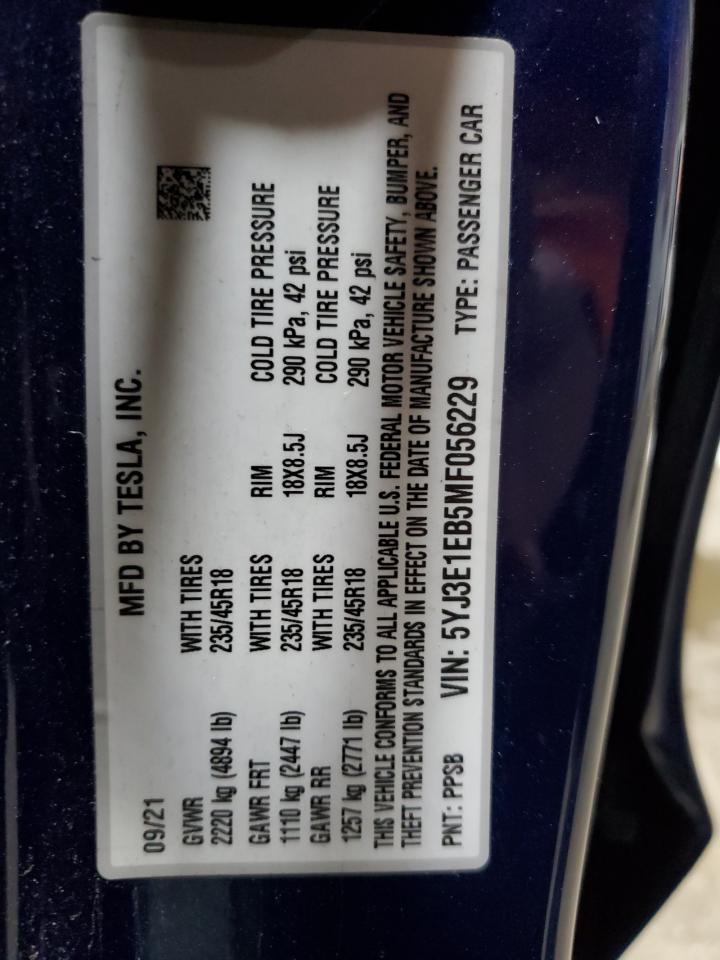 MFD BY TESLA, INC.
09/21
GVWR WITH TIRES
2220 kg (4894 lb) 235/45R18
GAWR FRT WITH TIRES RIM COLD TIRE PRESSURE
1110 kg (2447 lb) 235/45R18 18X8.5J 290 kPa, 42 psi
GAWR RR WITH TIRES RIM COLD TIRE PRESSURE
1257 kg (2771 lb) 235/45R18 18X8.5J 290 kPa, 42 psi
THIS VEHICLE CONFORMS TO ALL APPLICABLE U.S. FEDERAL MOTOR VEHICLE SAFETY, BUMPER, AND
THEFT PREVENTION STANDARDS IN EFFECT ON THE DATE OF MANUFACTURE SHOWN ABOVE.
PNT: PPSB VIN: 5YJ3E1EB5MF056229 TYPE: PASSENGER CAR